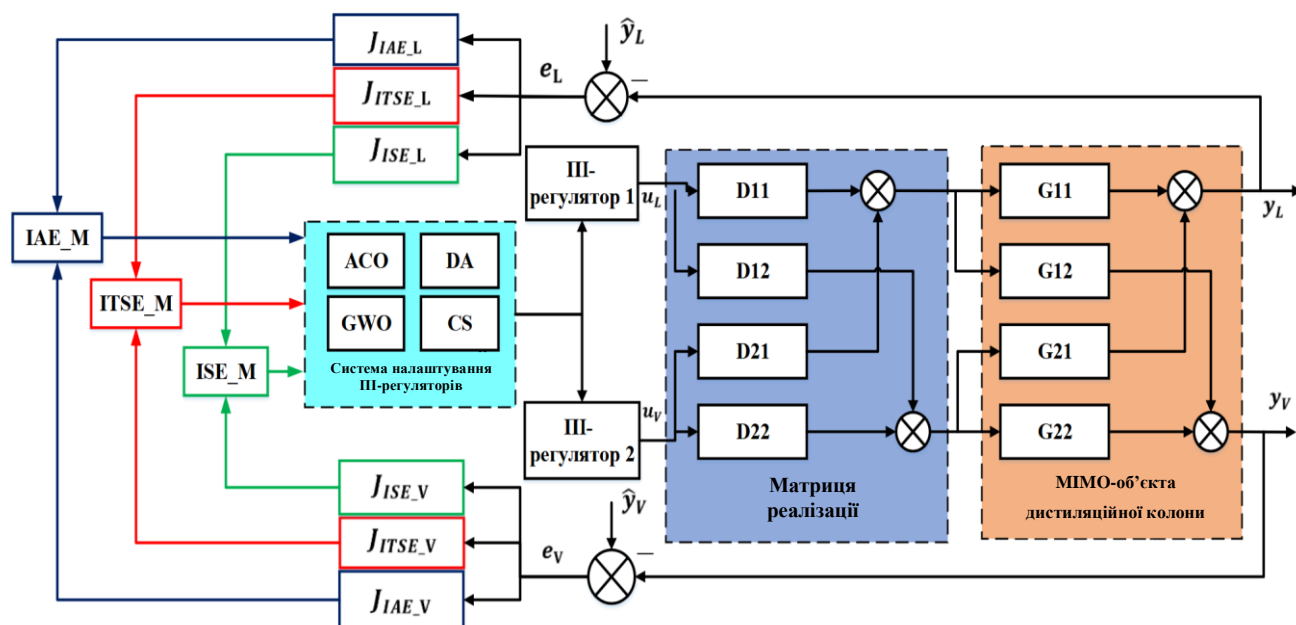 J_IAE_L
ŷ_L
e_L
−
J_ITSE_L
J_ISE_L
ПІ-
регулятор 1
u_L
D11
G11
y_L
IAE_M
ACO
DA
D12
G12
ITSE_M
GWO
CS
D21
G21
ISE_M
Система налаштування
ПІ-регуляторів
ПІ-
регулятор 2
u_V
D22
G22
y_V
Матриця
реалізації
МІМО-об’єкта
дистиляційної колони
J_ISE_V
ŷ_V
J_ITSE_V
e_V
−
J_IAE_V